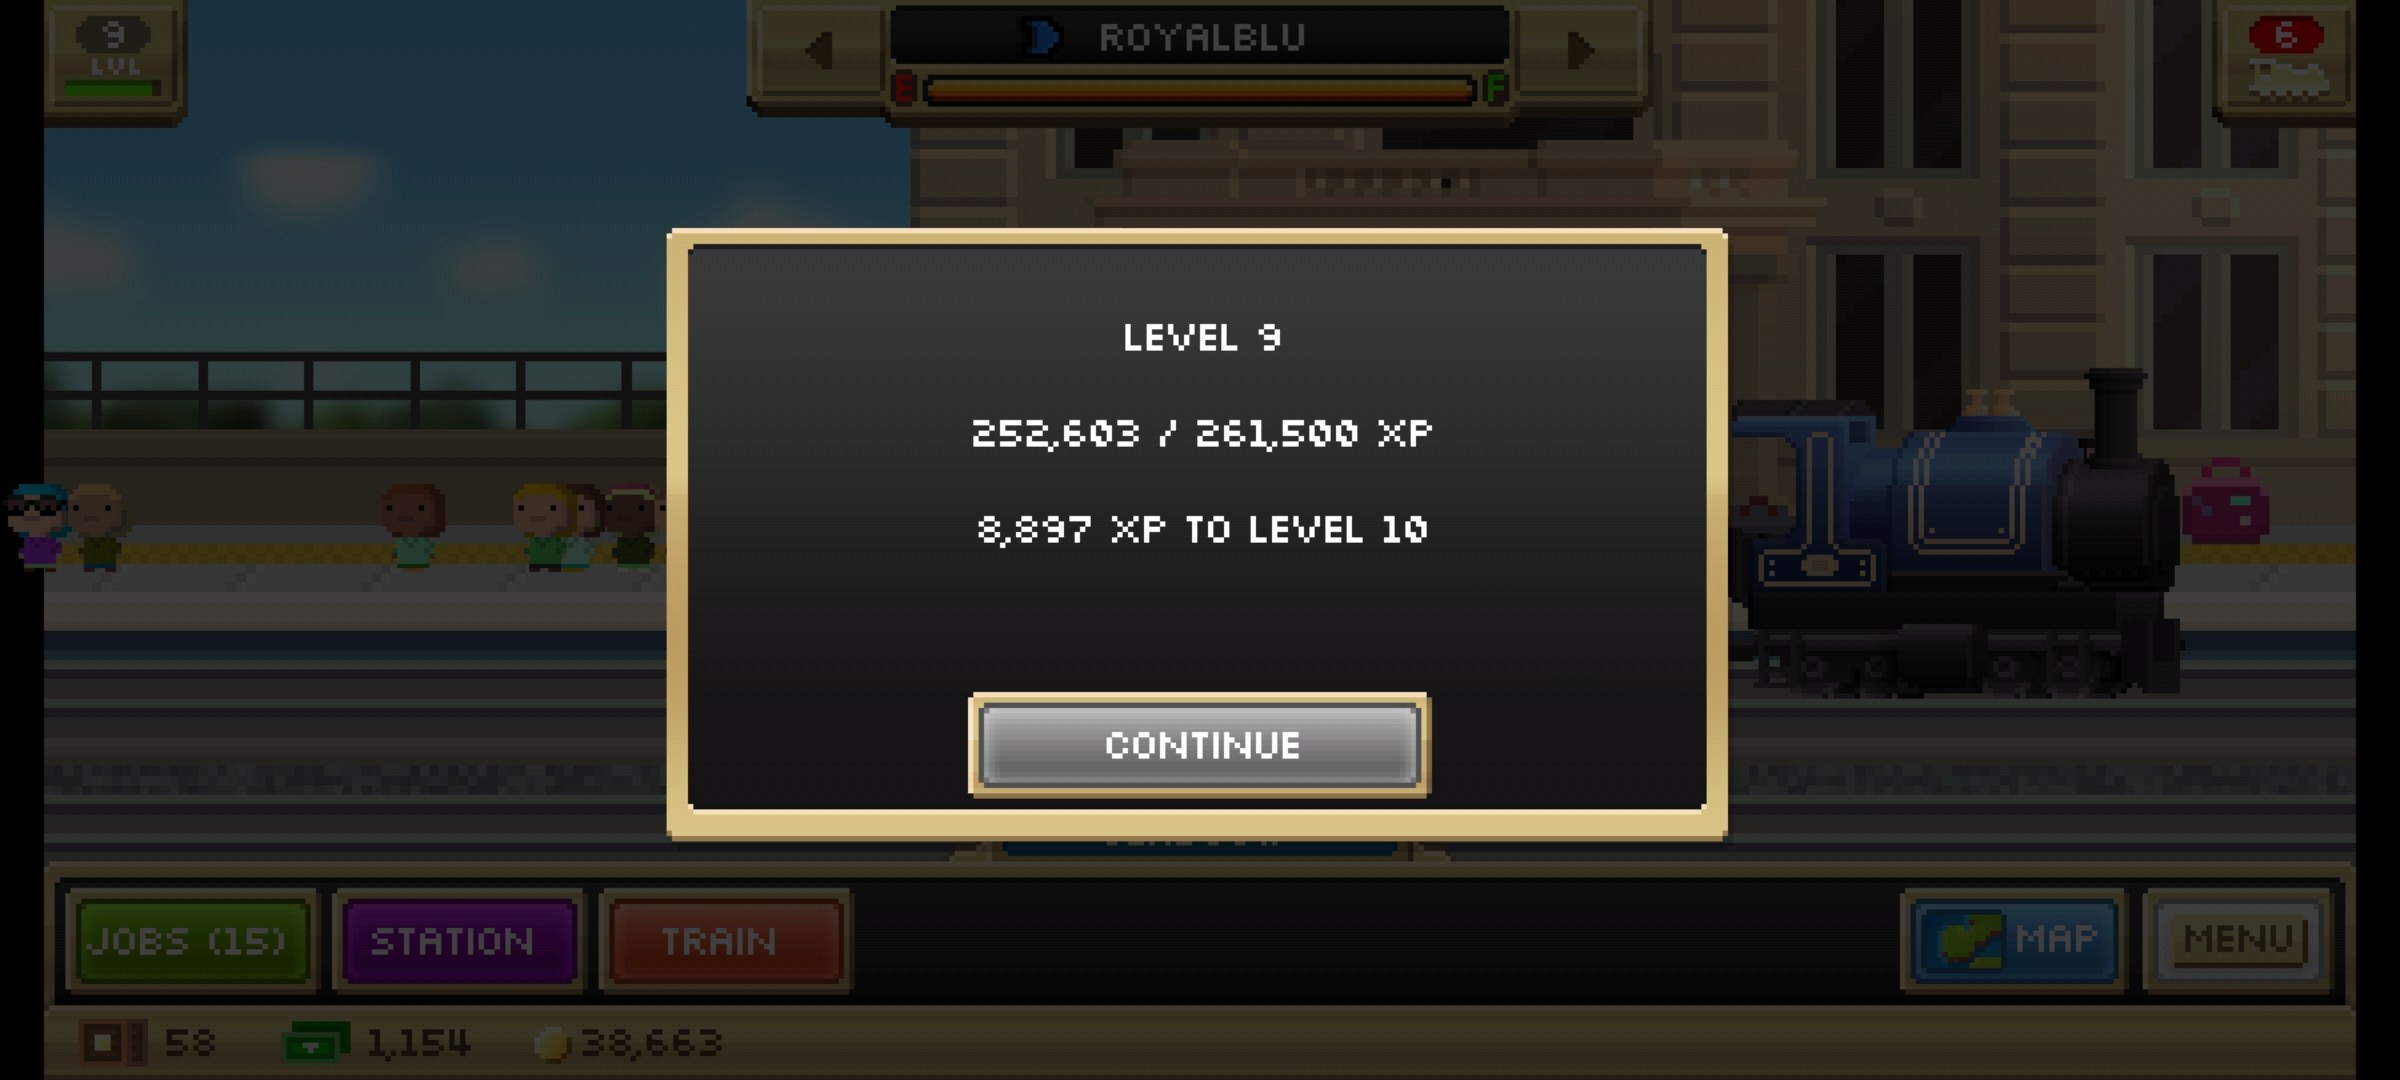 9
LVL
ROYALBLU
E F
6
LEVEL 9
252,603 / 261,500 XP
8,897 XP TO LEVEL 10
CONTINUE
JOBS (15)
STATION
TRAIN
MAP
MENU
58
1,154
38,663